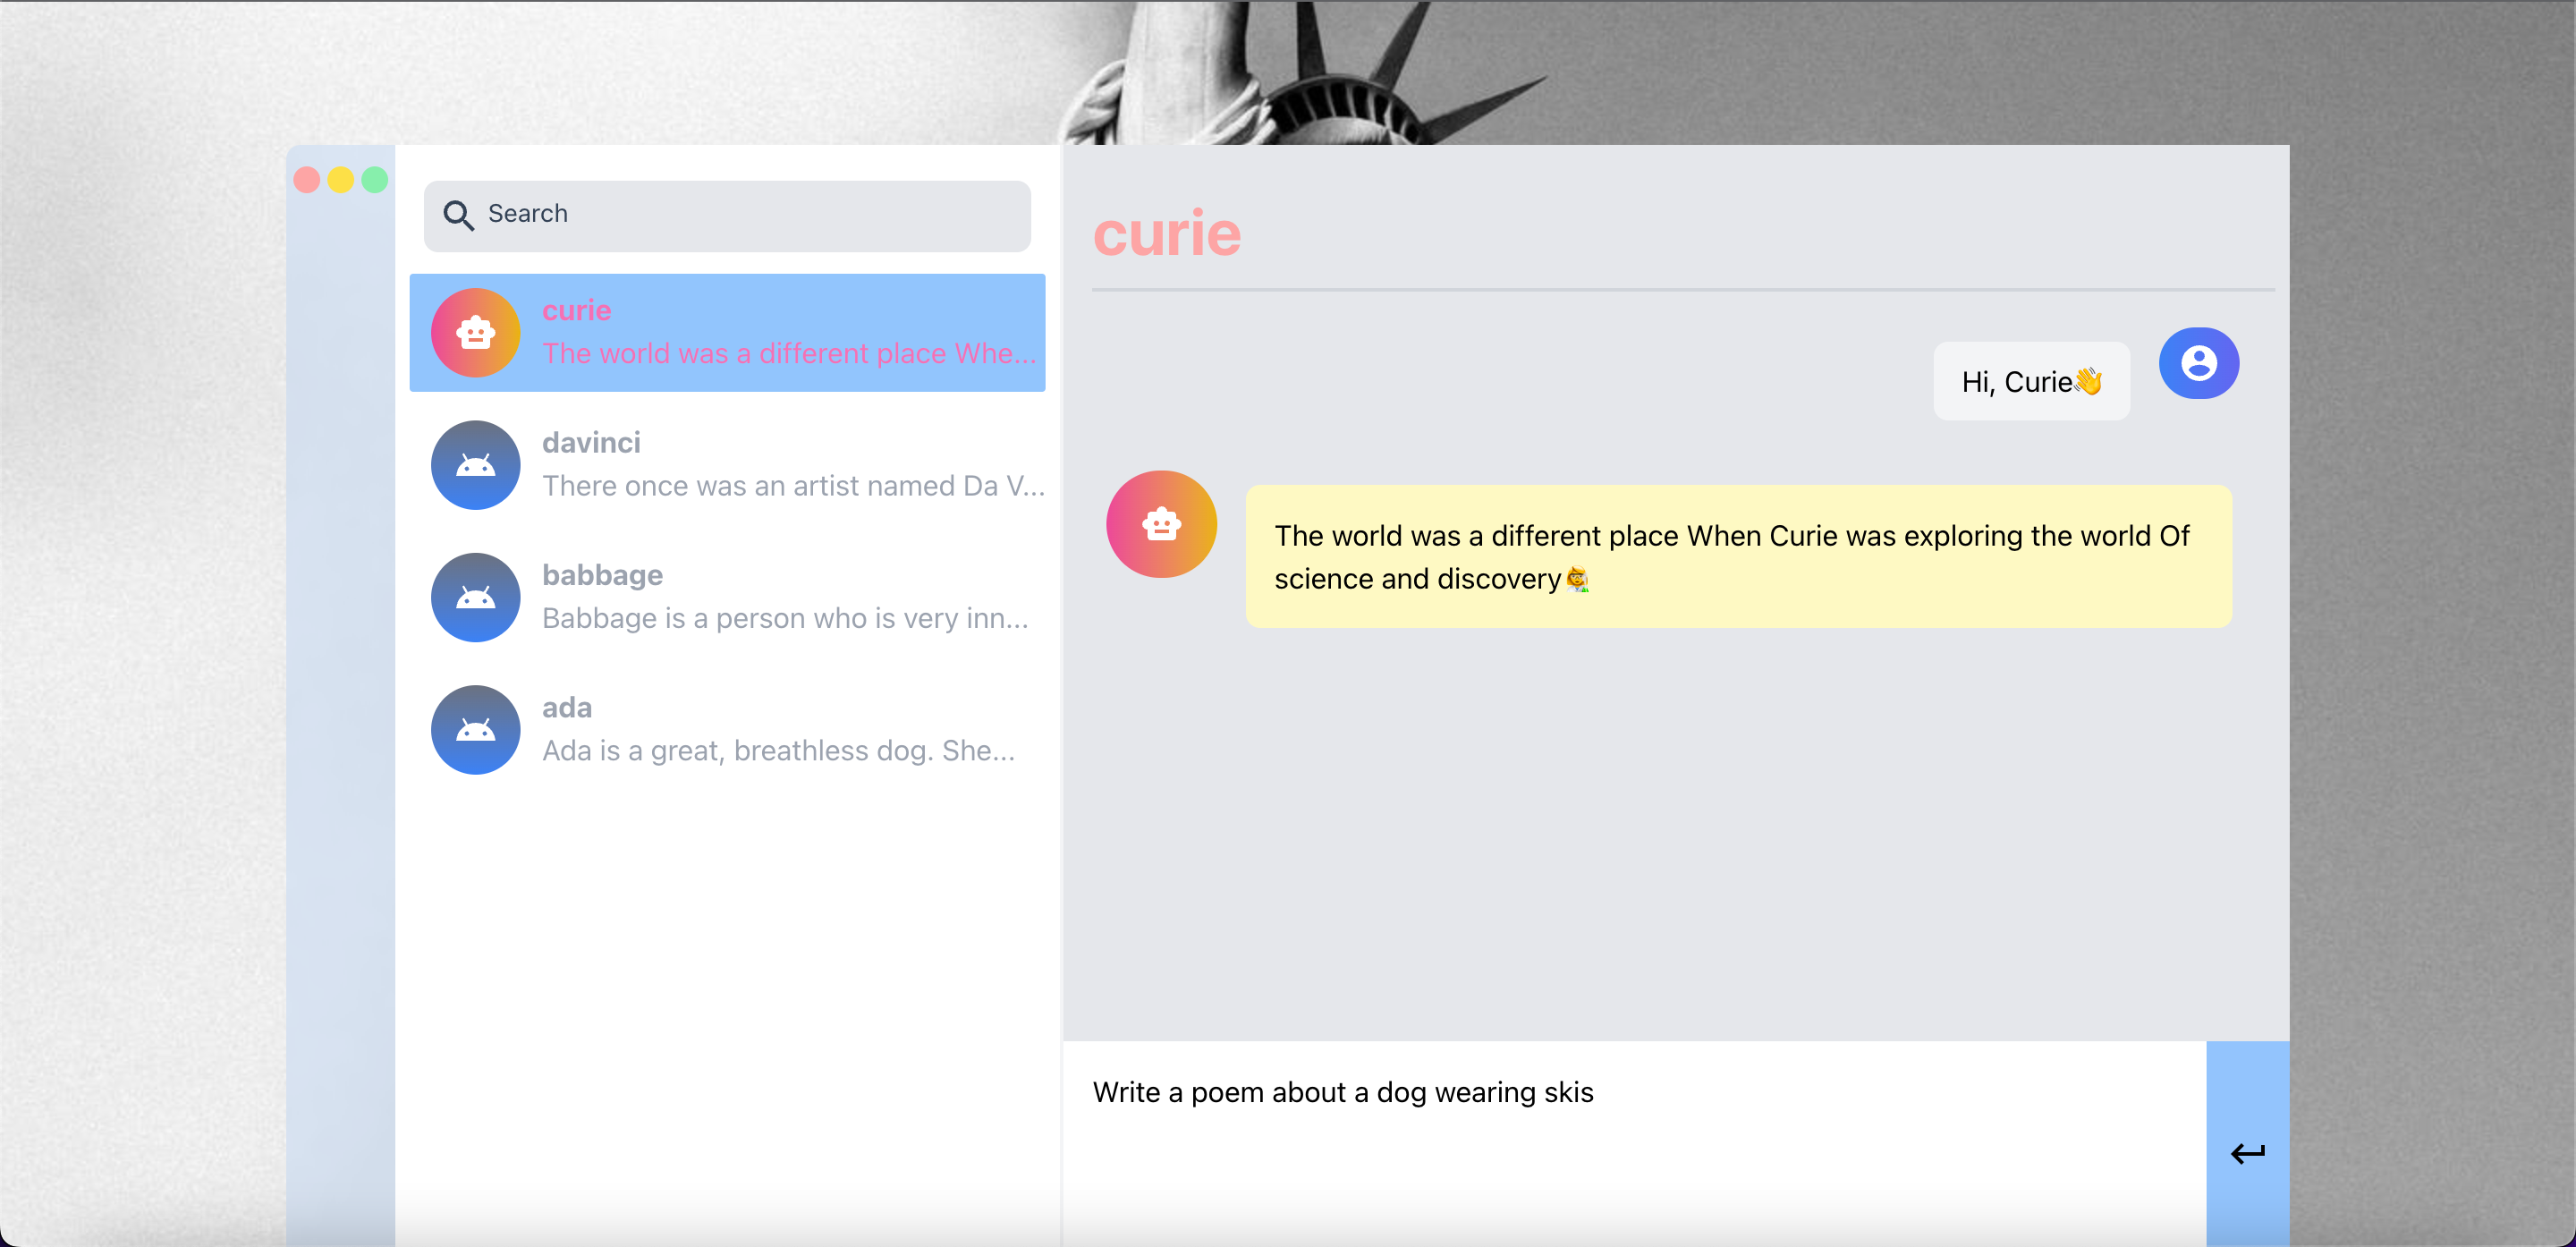 Search
curie
The world was a different place Whe...
davinci
There once was an artist named Da V...
babbage
Babbage is a person who is very inn...
ada
Ada is a great, breathless dog. She...
curie
Hi, Curie👋
The world was a different place When Curie was exploring the world Of
science and discovery👩‍🔬
Write a poem about a dog wearing skis